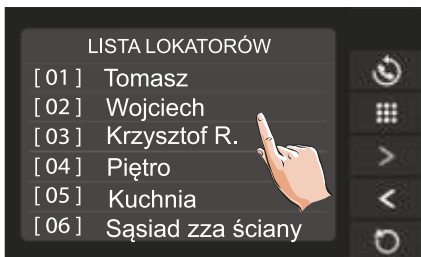 LISTA LOKATORÓW
[ 01 ] Tomasz
[ 02 ] Wojciech
[ 03 ] Krzysztof R.
[ 04 ] Piętro
[ 05 ] Kuchnia
[ 06 ] Sąsiad zza ściany